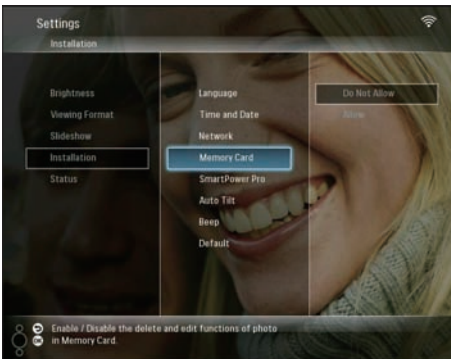 Settings
Installation
Brightness
Viewing Format
Slideshow
Installation
Status
Language
Time and Date
Network
Memory Card
SmartPower Pro
Auto Tilt
Beep
Default
Do Not Allow
Allow
Enable / Disable the delete and edit functions of photo
OK in Memory Card.